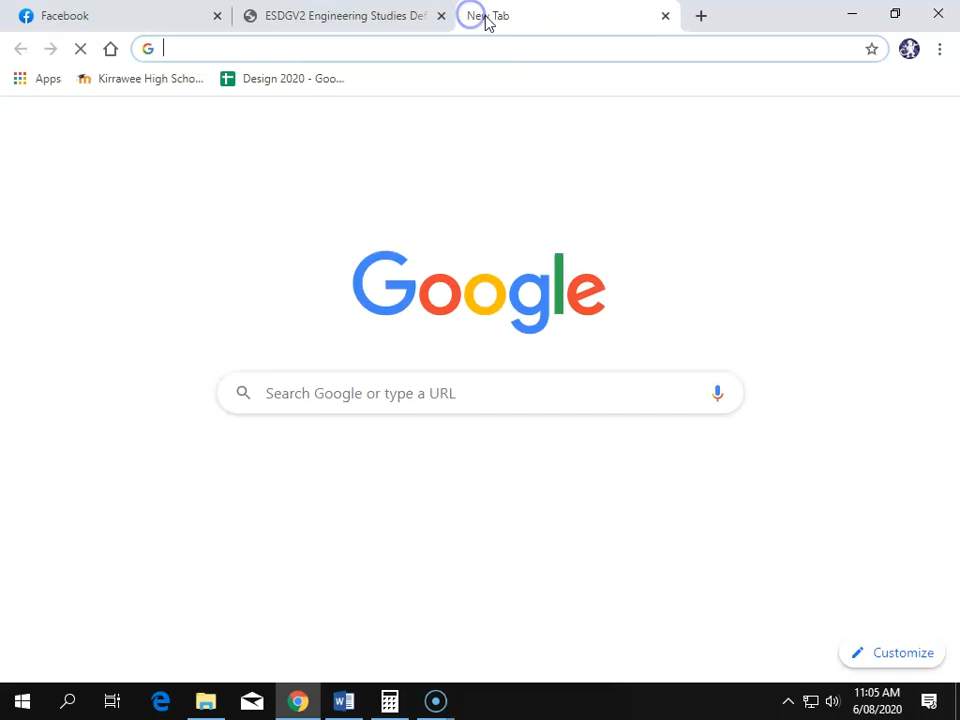 Facebook
ESDGV2 Engineering Studies Def
New Tab
Apps
Kirrawee High Scho...
Design 2020 - Goo...
Google
Search Google or type a URL
Customize
11:05 AM
6/08/2020